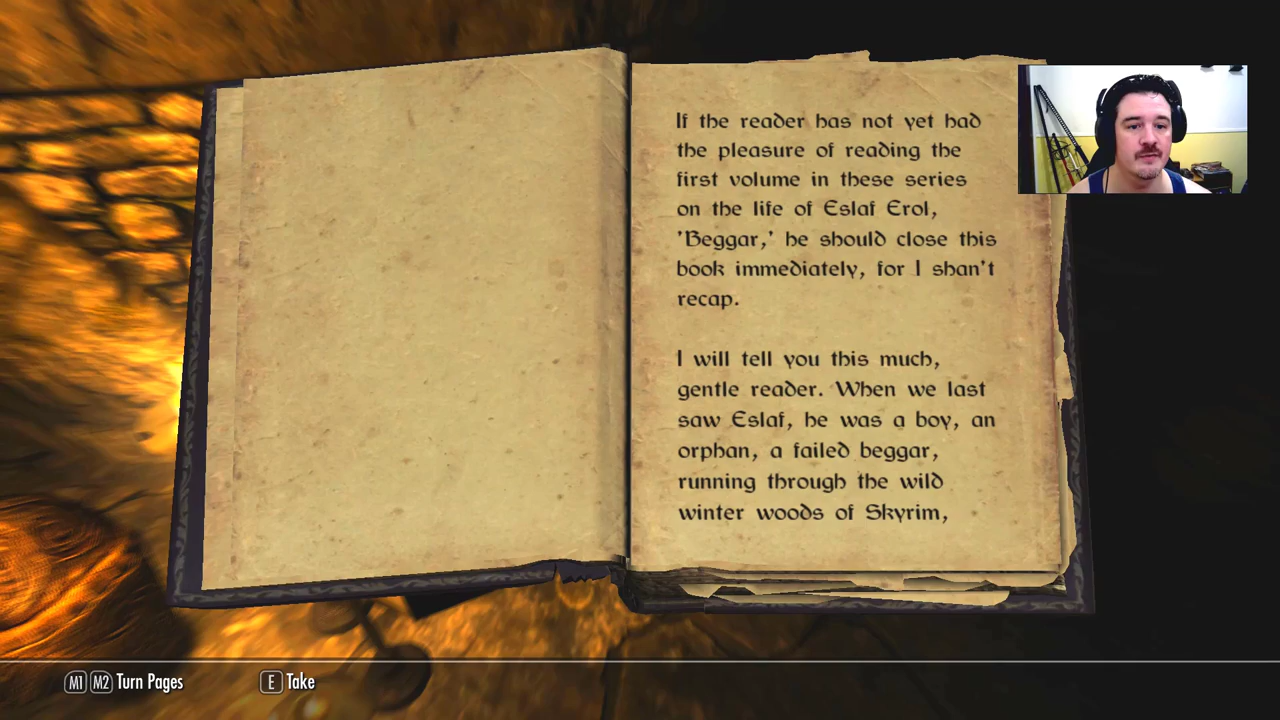 If the reader has not yet had
the pleasure of reading the
first volume in these series
on the life of Eslaf Erol,
'Beggar,' he should close this
book immediately, for I shan't
recap.
I will tell you this much,
gentle reader. When we last
saw Eslaf, he was a boy, an
orphan, a failed beggar,
running through the wild
winter woods of Skyrim,
M1 M2 Turn Pages E Take